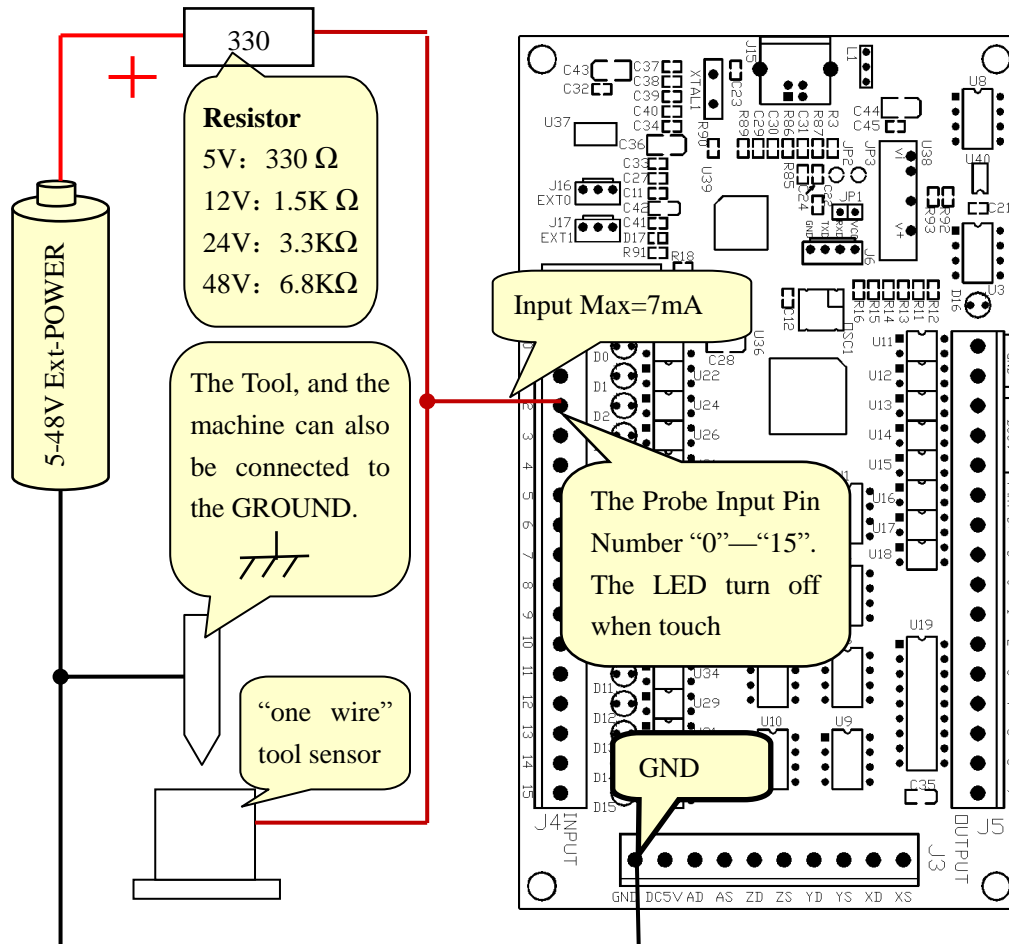 330
Resistor
5V: 330 Ω
12V: 1.5K Ω
24V: 3.3KΩ
48V: 6.8KΩ
5-48V Ext-POWER
The Tool, and the
machine can also
be connected to
the GROUND.
“one wire”
tool sensor
Input Max=7mA
The Probe Input Pin
Number “0”—“15”.
The LED turn off
when touch
GND
C43
C32
U37
C37
C38
C39
C40
C34
C36
C33
C27
C11
C42
C41
D17
R91
R18
J16
EXT0
J17
EXT1
XTAL1
C23
J15
L1
R90
R89
C29
C30
R86
C31
R87
R3
U39
R85
C24
C22
JP2
JP3
JP1
GND
TXD
RXD
VCC
J6
C44
C45
U38
Vi
V+
U8
U40
C21
R93
R92
U3
D16
C12
OSC1
R16
R15
R14
R13
R11
R12
U36
C28
D0
D1
D2
U22
U24
U26
U11
U12
U13
U14
U15
U16
U17
U18
U19
3
4
5
6
7
8
9
10
11
12
13
14
15
D11
D12
D13
D14
D15
U34
U29
U10
U9
C35
J4
INPUT
J5
OUTPUT
J3
GND DC5V AD AS ZD ZS YD YS XD XS